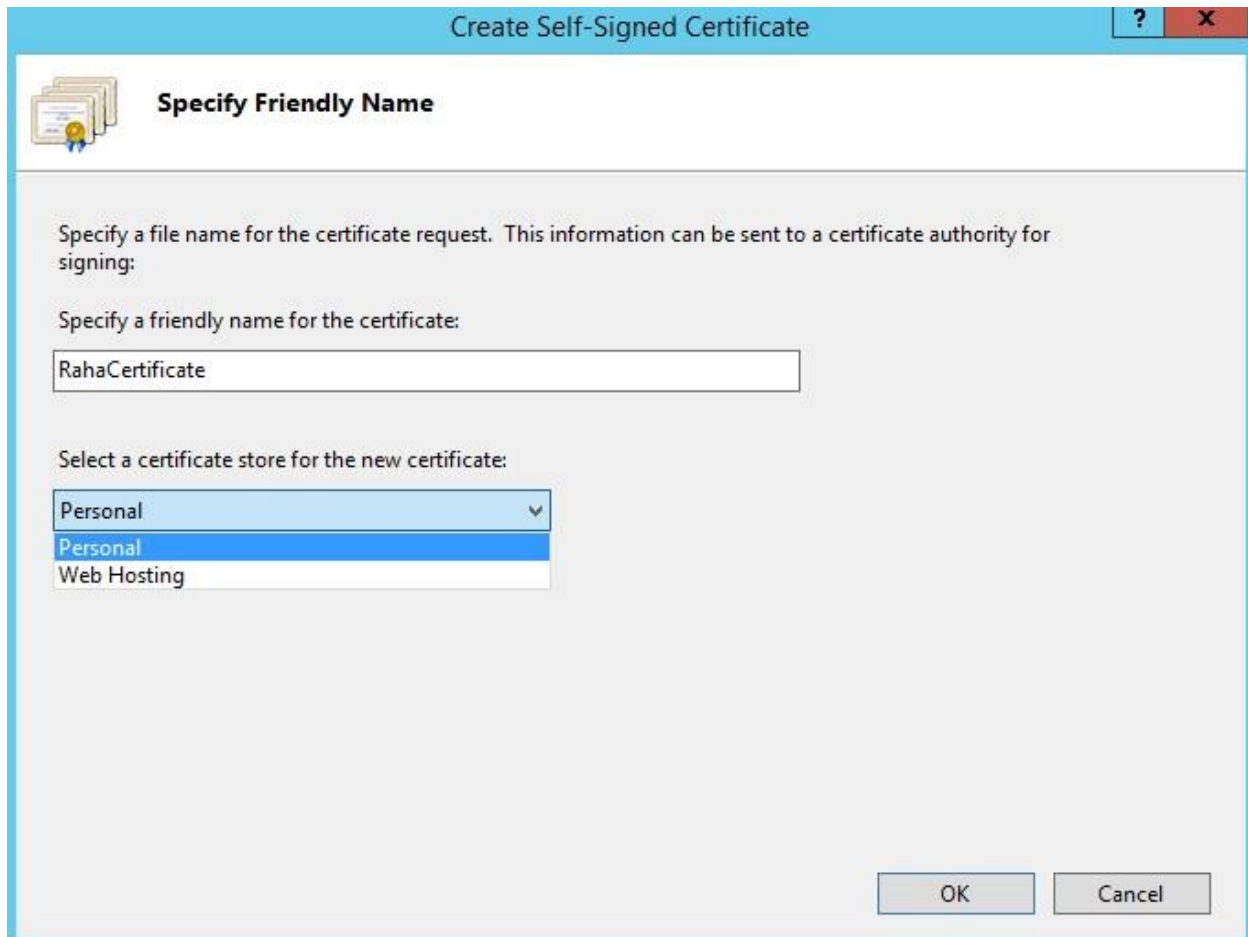 Create Self-Signed Certificate
? x
Specify Friendly Name
Specify a file name for the certificate request.  This information can be sent to a certificate authority for
signing:
Specify a friendly name for the certificate:
RahaCertificate
Select a certificate store for the new certificate:
Personal
Personal
Web Hosting
OK Cancel